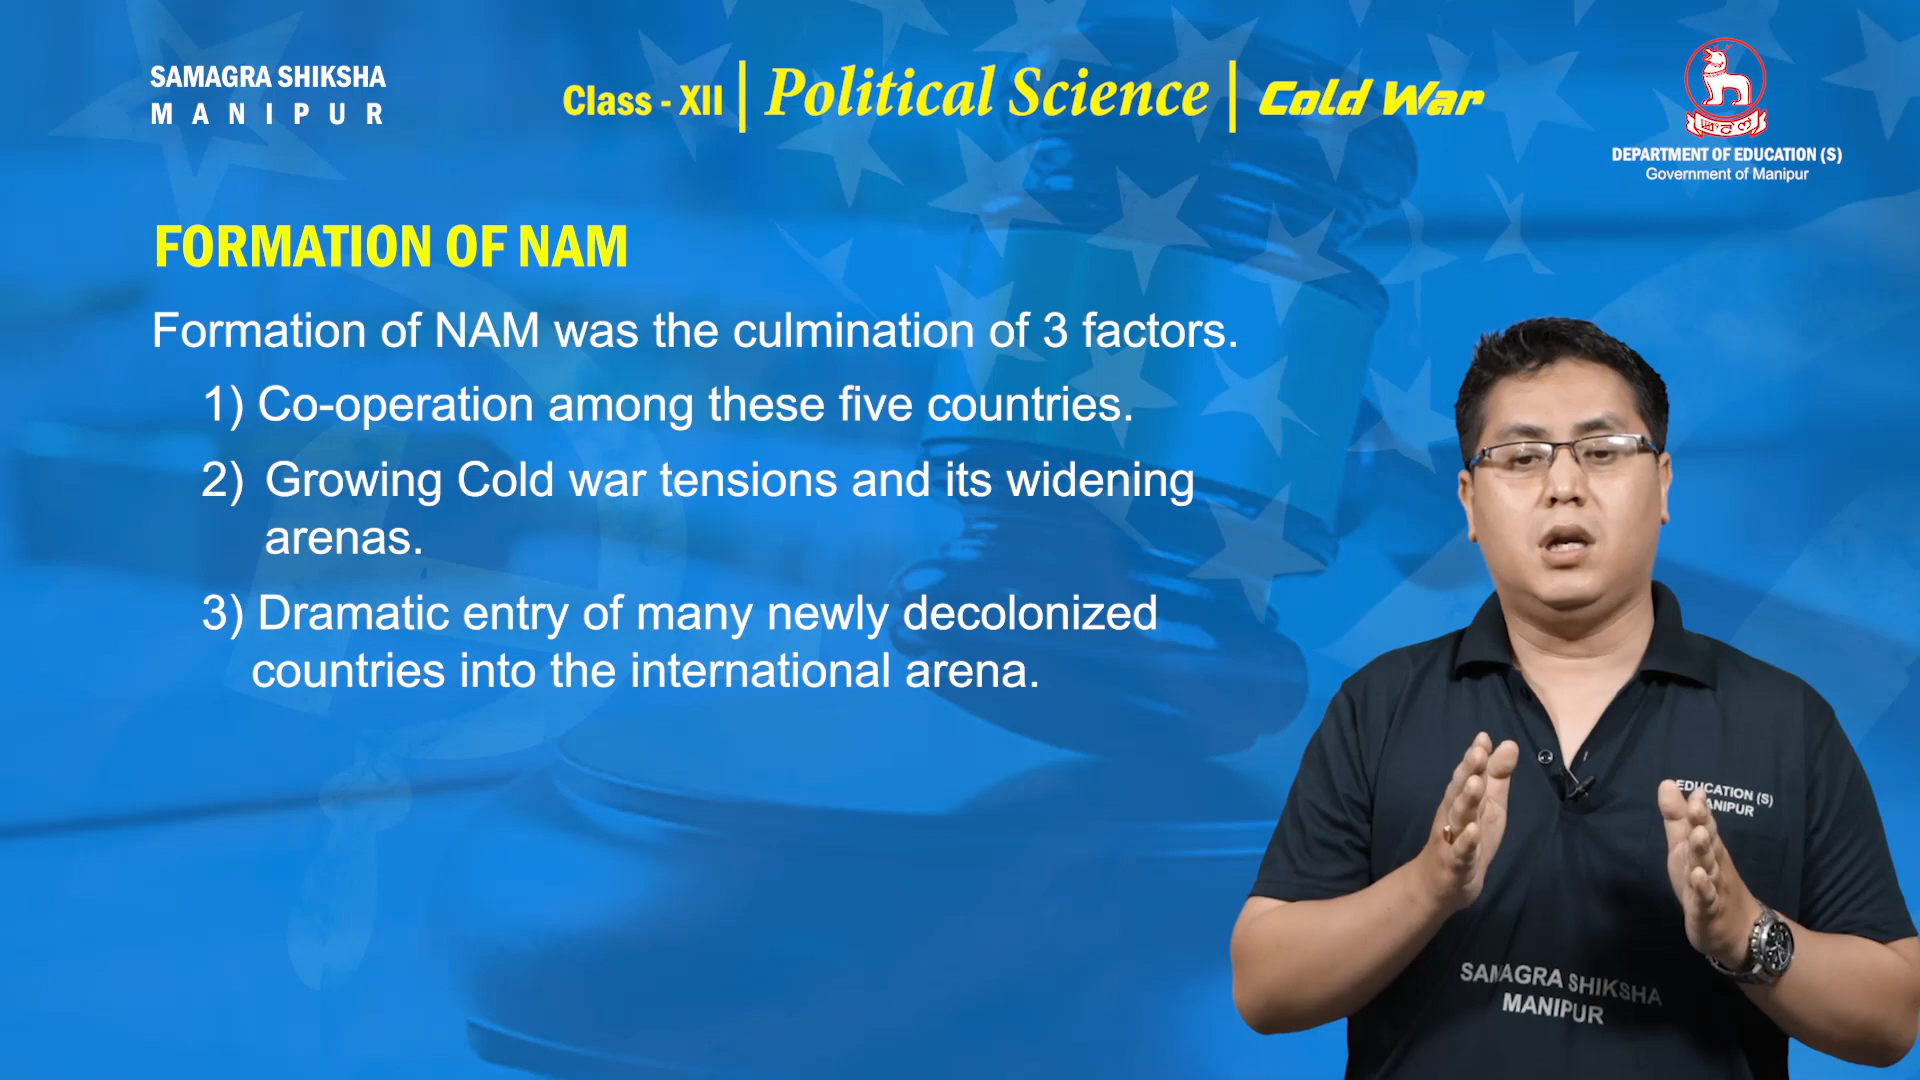 SAMAGRA SHIKSHA
MANIPUR
Class - XII | Political Science | Cold War
DEPARTMENT OF EDUCATION (S)
Government of Manipur
FORMATION OF NAM
Formation of NAM was the culmination of 3 factors.
1) Co-operation among these five countries.
2) Growing Cold war tensions and its widening
arenas.
3) Dramatic entry of many newly decolonized
countries into the international arena.
EDUCATION (S)
ANIPUR
SAMAGRA SHIKSHA
MANIPUR